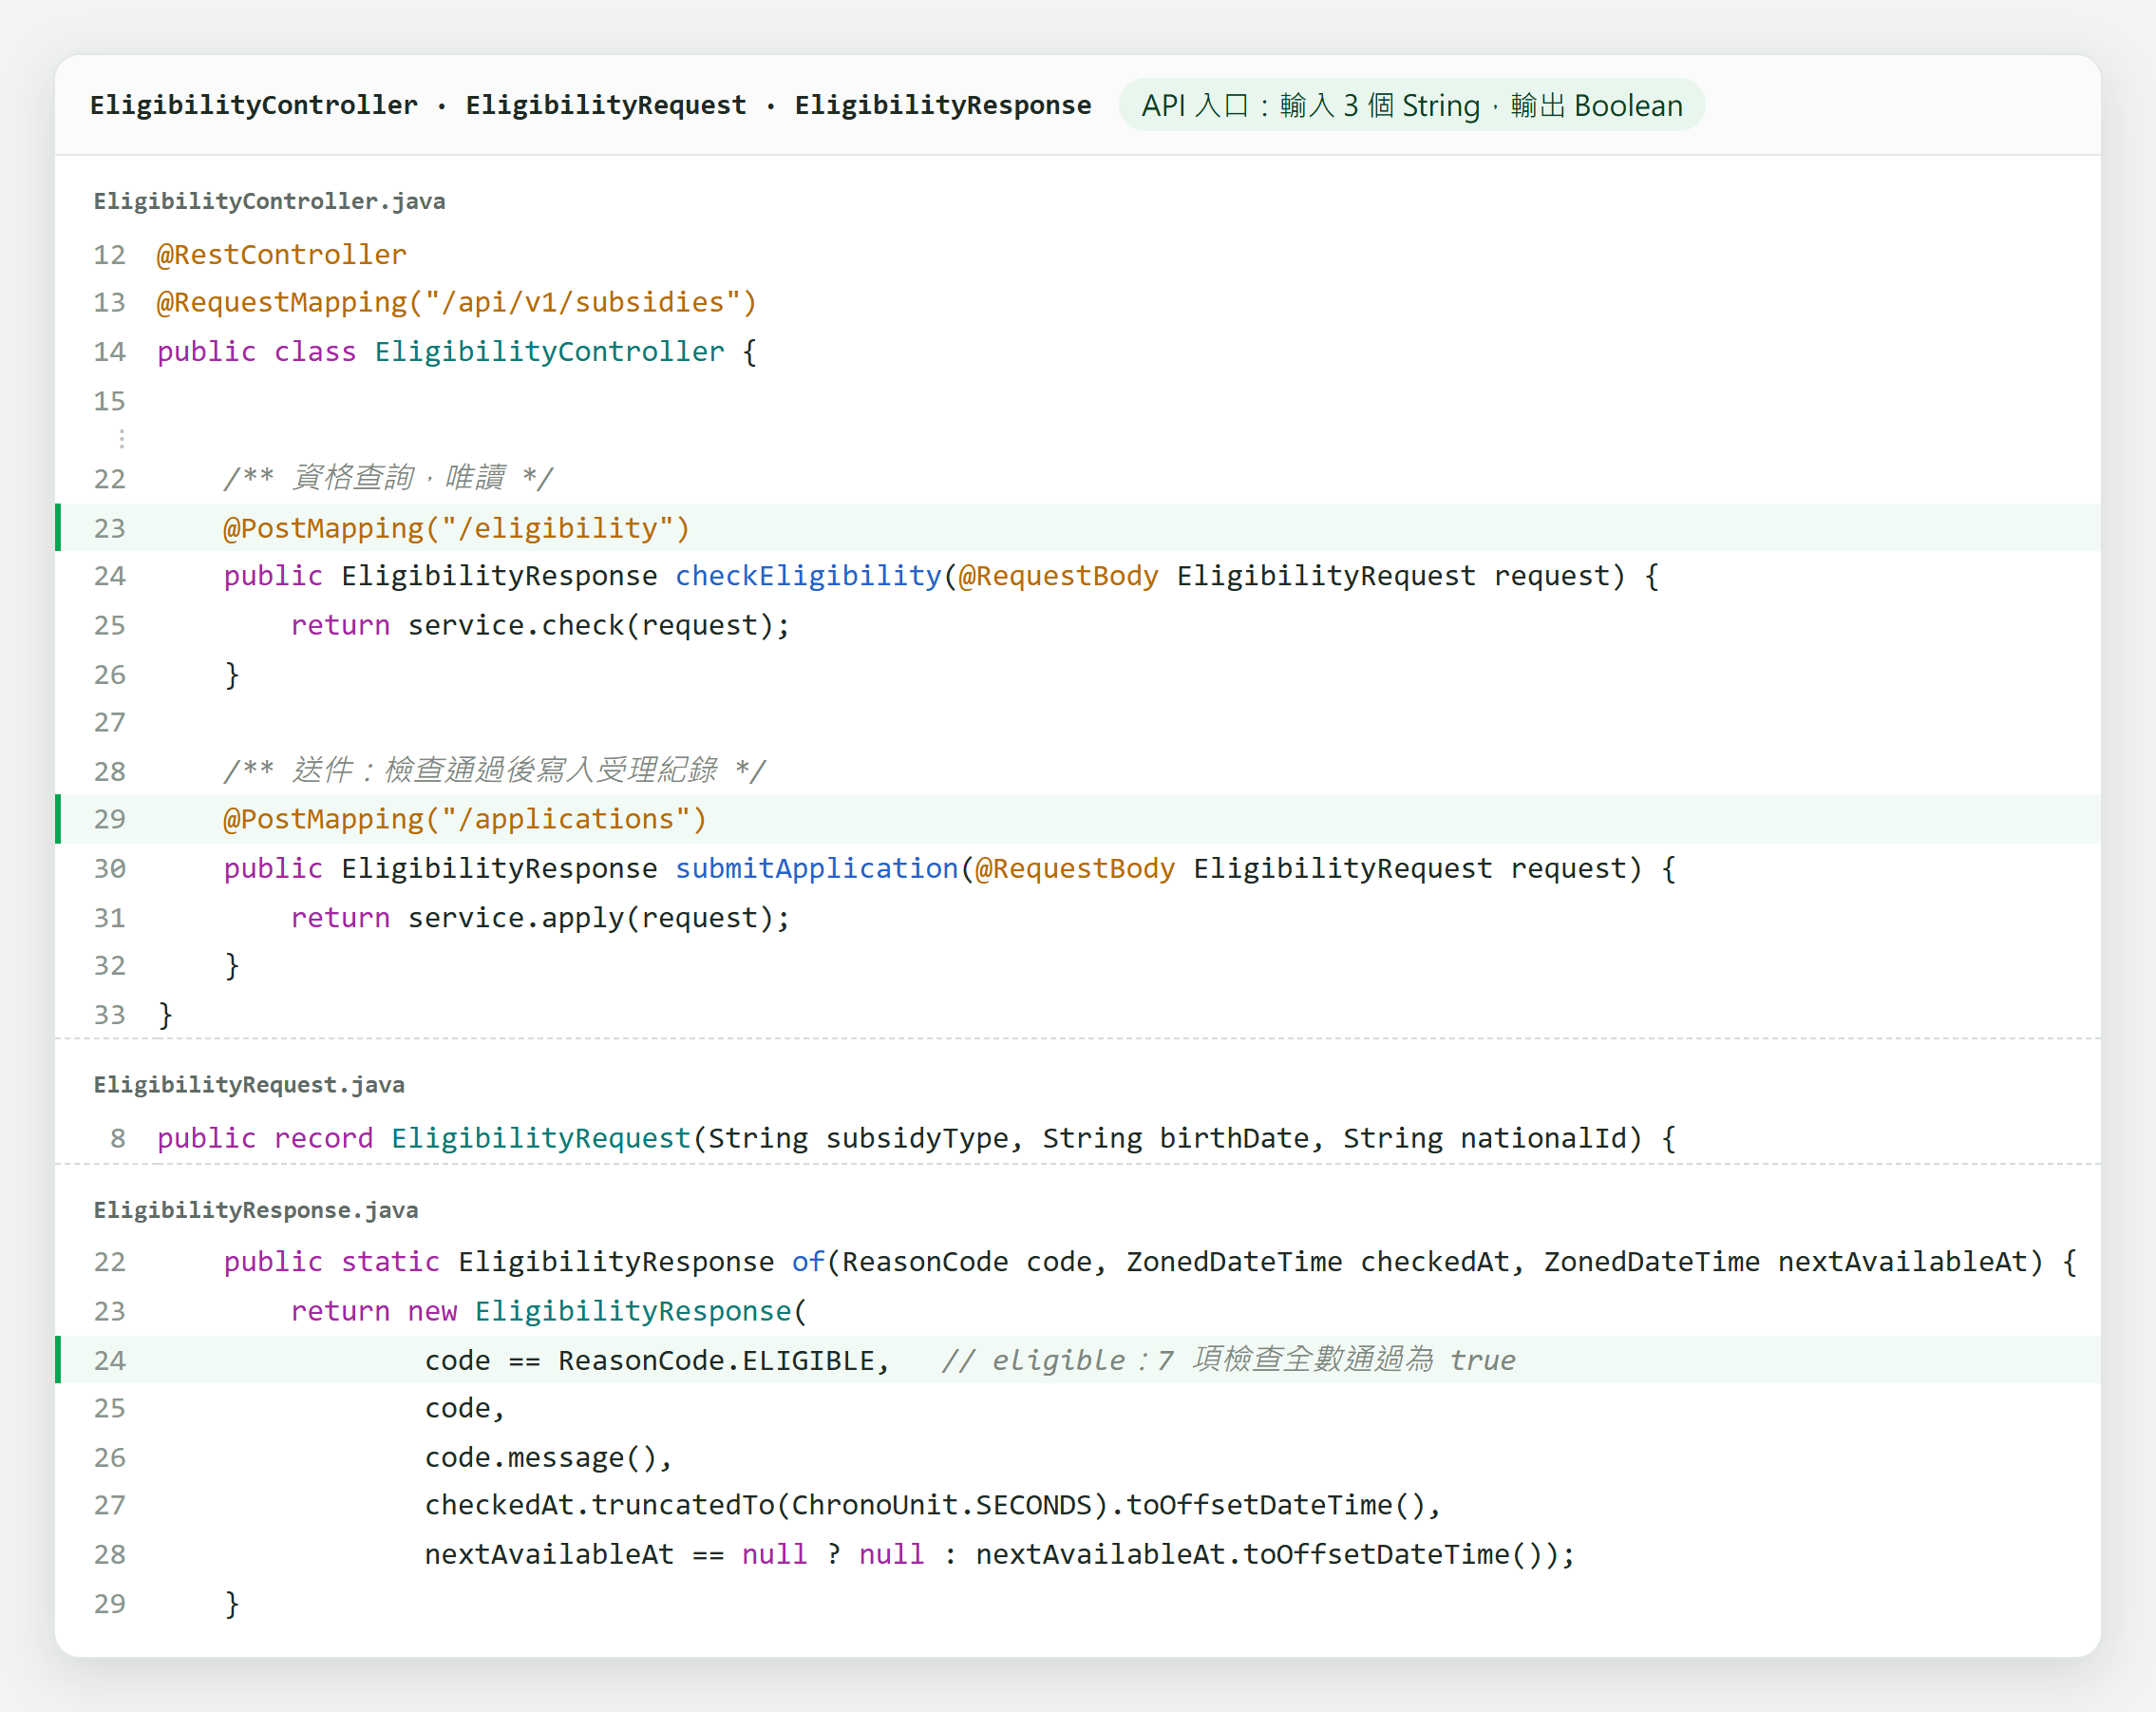 EligibilityController · EligibilityRequest · EligibilityResponse API 入口：輸入 3 個 String，輸出 Boolean
EligibilityController.java
12 @RestController
13 @RequestMapping("/api/v1/subsidies")
14 public class EligibilityController {
15
⋮
22     /** 資格查詢，唯讀 */
23     @PostMapping("/eligibility")
24     public EligibilityResponse checkEligibility(@RequestBody EligibilityRequest request) {
25         return service.check(request);
26     }
27
28     /** 送件：檢查通過後寫入受理紀錄 */
29     @PostMapping("/applications")
30     public EligibilityResponse submitApplication(@RequestBody EligibilityRequest request) {
31         return service.apply(request);
32     }
33 }
EligibilityRequest.java
8 public record EligibilityRequest(String subsidyType, String birthDate, String nationalId) {
EligibilityResponse.java
22     public static EligibilityResponse of(ReasonCode code, ZonedDateTime checkedAt, ZonedDateTime nextAvailableAt) {
23         return new EligibilityResponse(
24                 code == ReasonCode.ELIGIBLE,   // eligible：7 項檢查全數通過為 true
25                 code,
26                 code.message(),
27                 checkedAt.truncatedTo(ChronoUnit.SECONDS).toOffsetDateTime(),
28                 nextAvailableAt == null ? null : nextAvailableAt.toOffsetDateTime());
29     }